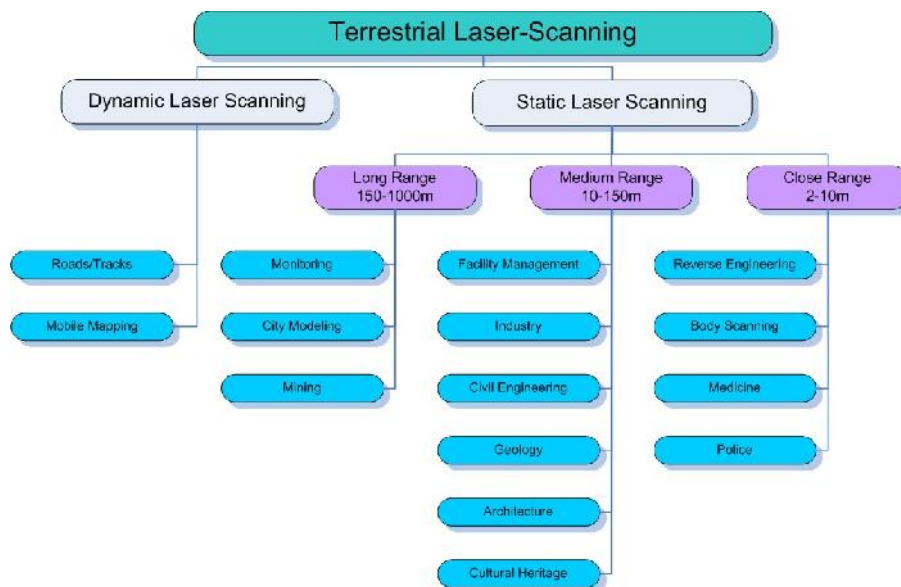 Terrestrial Laser-Scanning
Dynamic Laser Scanning
Static Laser Scanning
Long Range
150-1000m
Medium Range
10-150m
Close Range
2-10m
Roads/Tracks
Mobile Mapping
Monitoring
City Modeling
Mining
Facility Management
Industry
Civil Engineering
Geology
Architecture
Cultural Heritage
Reverse Engineering
Body Scanning
Medicine
Police